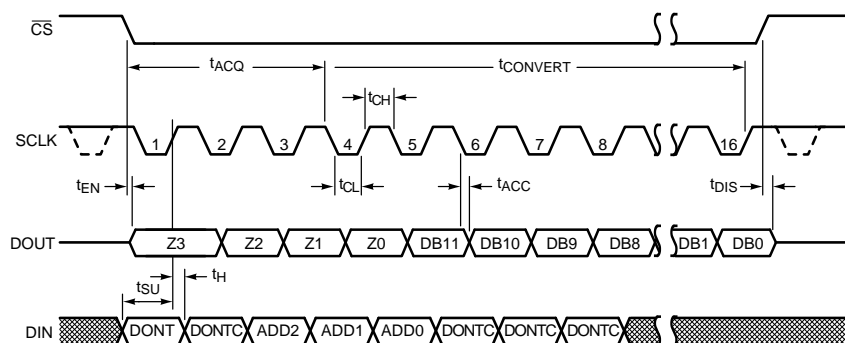 CS
tACQ
tCONVERT
tCH
SCLK
1 2 3 4 5 6 7 8 16
tEN
tCL
tACC
tDIS
DOUT
Z3 Z2 Z1 Z0 DB11 DB10 DB9 DB8 DB1 DB0
tSU
tH
DIN
DONT DONTC ADD2 ADD1 ADD0 DONTC DONTC DONTC